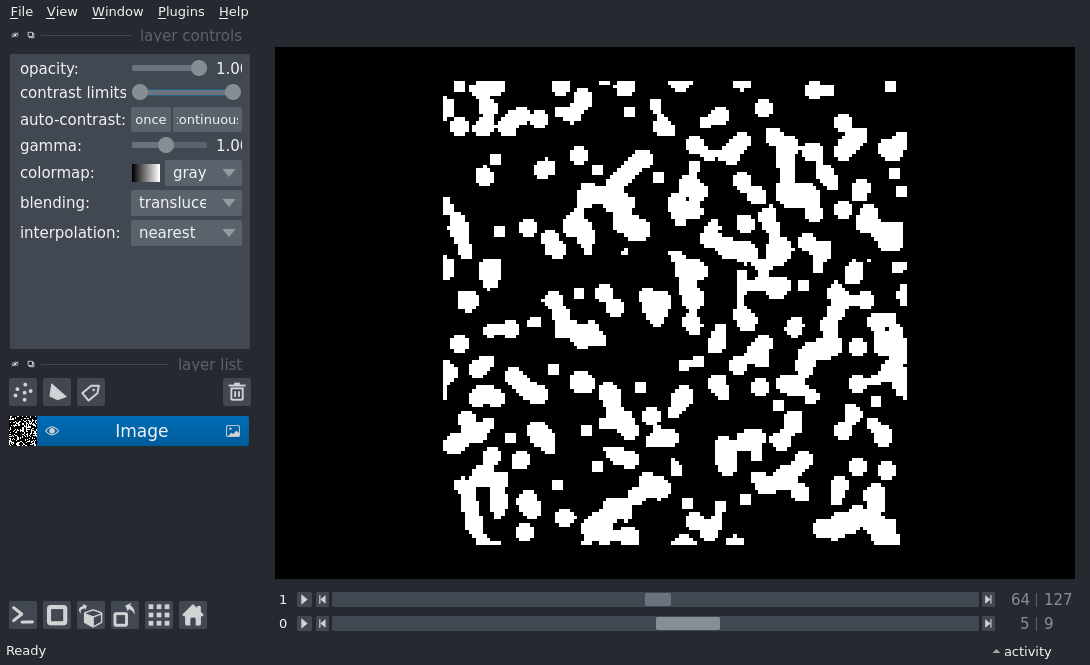 File View Window Plugins Help
layer controls
opacity: 1.00
contrast limits
auto-contrast: once continuous
gamma: 1.00
colormap: gray
blending: transluce
interpolation: nearest
layer list
Image
1 64 | 127
0 5 | 9
Ready activity